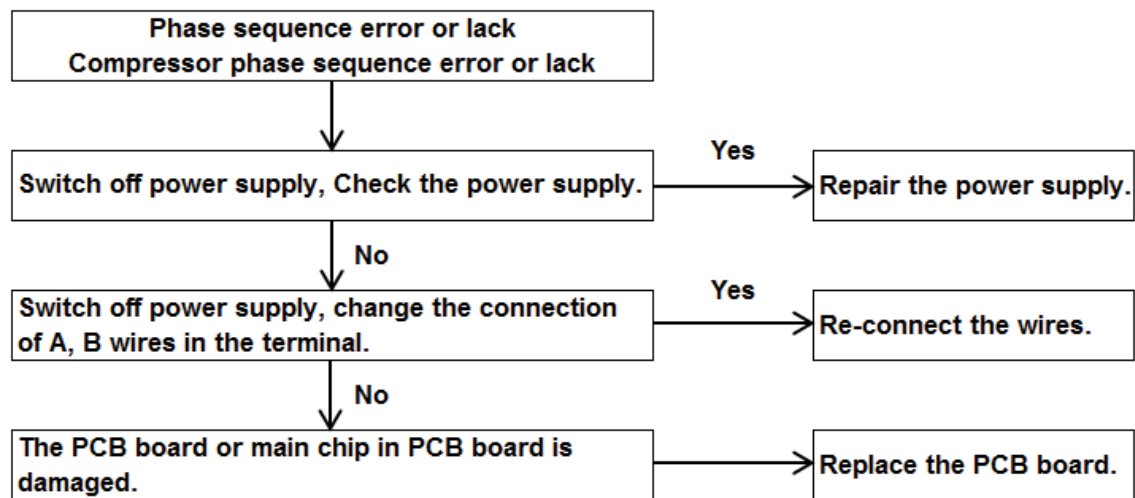 Phase sequence error or lack
Compressor phase sequence error or lack
Switch off power supply, Check the power supply.
Yes
Repair the power supply.
No
Switch off power supply, change the connection
of A, B wires in the terminal.
Yes
Re-connect the wires.
No
The PCB board or main chip in PCB board is
damaged.
Replace the PCB board.